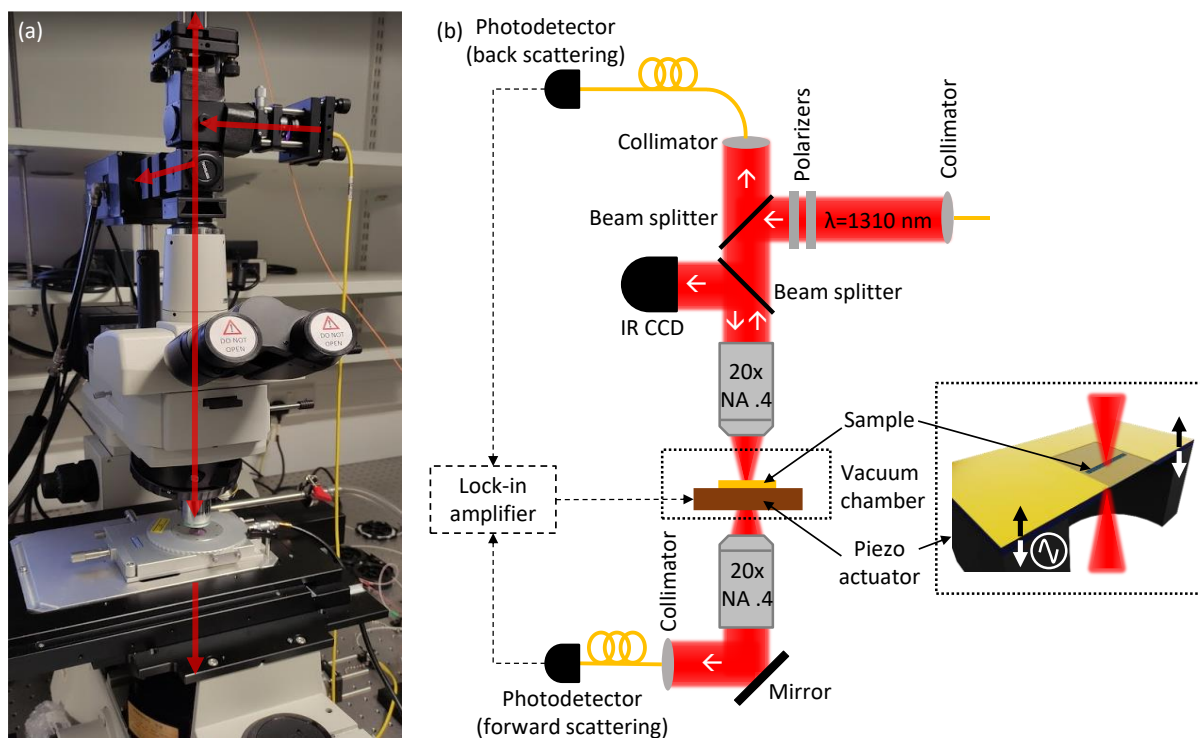 (a)
DO NOT
OPEN
DO NOT
OPEN
(b)
Photodetector
(back scattering)
Collimator
Polarizers
Collimator
Beam splitter
λ=1310 nm
Beam splitter
IR CCD
20x
NA .4
Sample
Vacuum
chamber
Lock-in
amplifier
Piezo
actuator
Collimator
20x
NA .4
Mirror
Photodetector
(forward scattering)